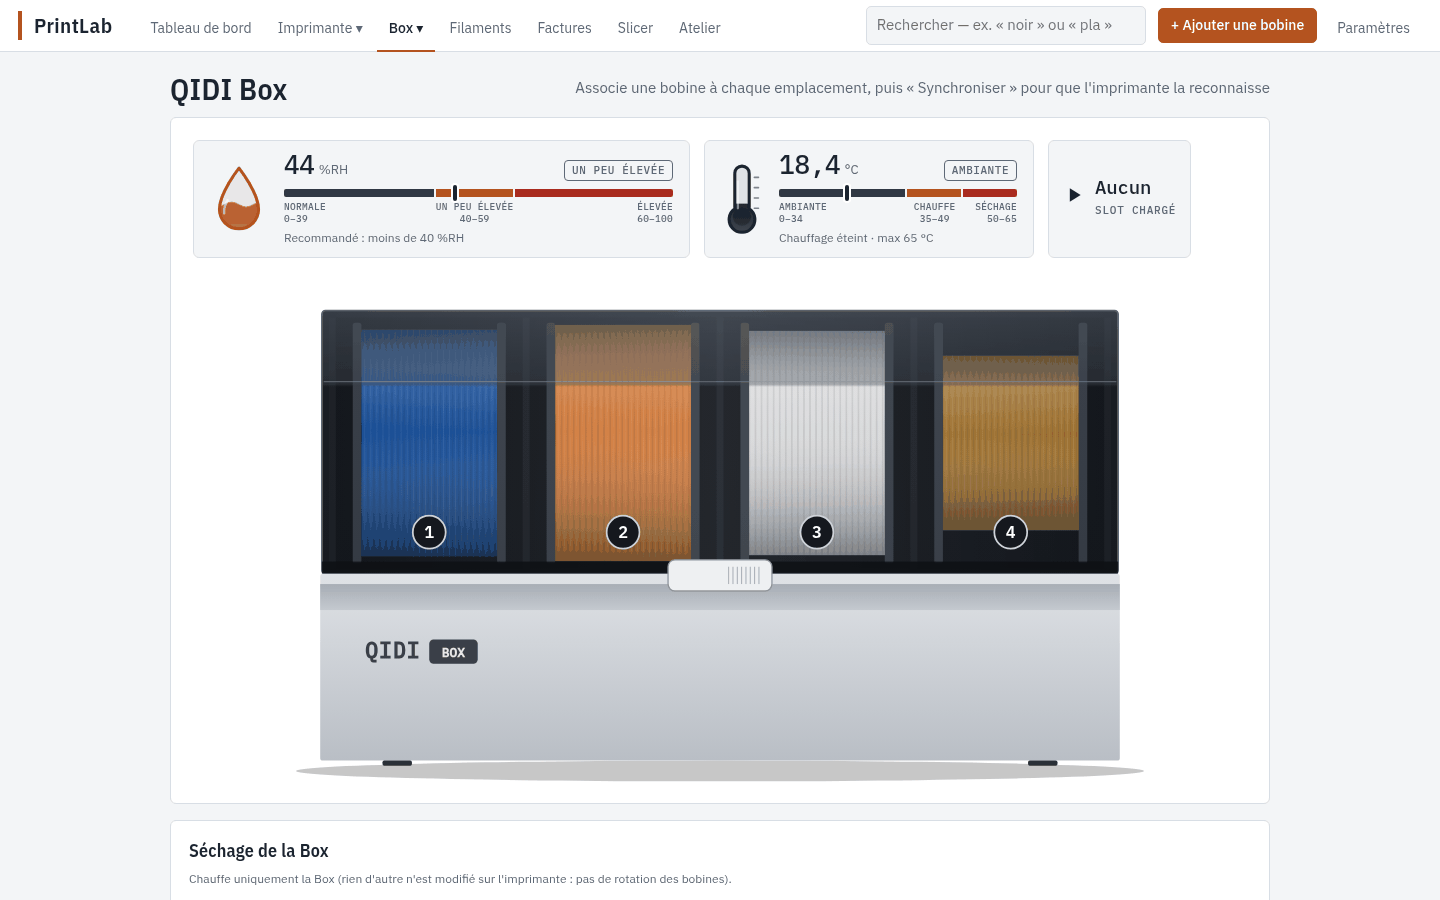 PrintLab
Tableau de bord
Imprimante ▾
Box ▾
Filaments
Factures
Slicer
Atelier
Rechercher — ex. « noir » ou « pla »
+ Ajouter une bobine
Paramètres
QIDI Box
Associe une bobine à chaque emplacement, puis « Synchroniser » pour que l'imprimante la reconnaisse
44 %RH
UN PEU ÉLEVÉE
NORMALE
0–39
UN PEU ÉLEVÉE
40–59
ÉLEVÉE
60–100
Recommandé : moins de 40 %RH
18,4 °C
AMBIANTE
AMBIANTE
0–34
CHAUFFE
35–49
SÉCHAGE
50–65
Chauffage éteint · max 65 °C
Aucun
SLOT CHARGÉ
1
2
3
4
QIDI BOX
Séchage de la Box
Chauffe uniquement la Box (rien d'autre n'est modifié sur l'imprimante : pas de rotation des bobines).